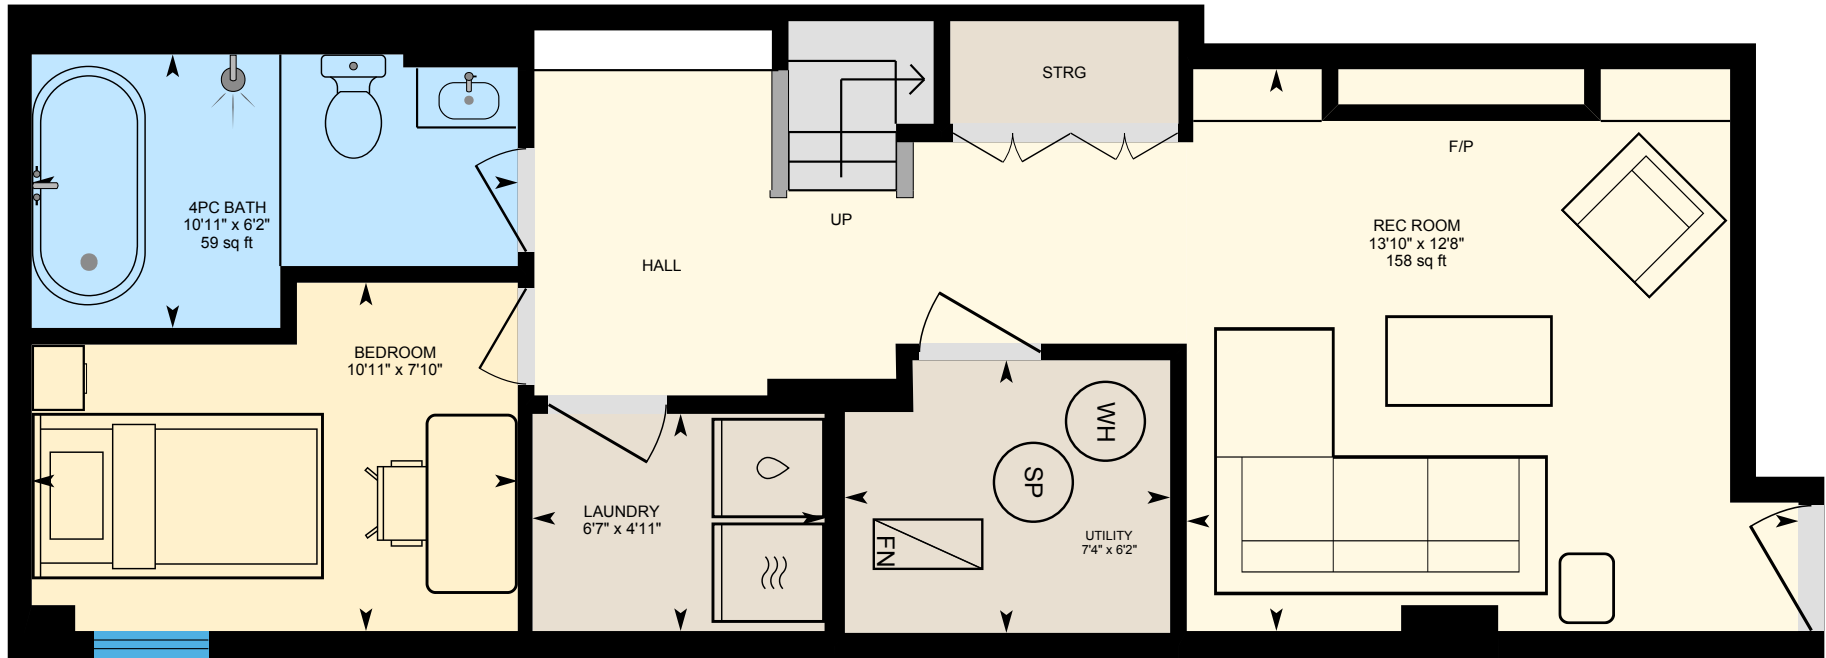 STRG
F/P
4PC BATH
10'11" x 6'2"
59 sq ft
UP
REC ROOM
13'10" x 12'8"
158 sq ft
HALL
BEDROOM
10'11" x 7'10"
WH
SP
LAUNDRY
6'7" x 4'11"
UTILITY
7'4" x 6'2"
FN